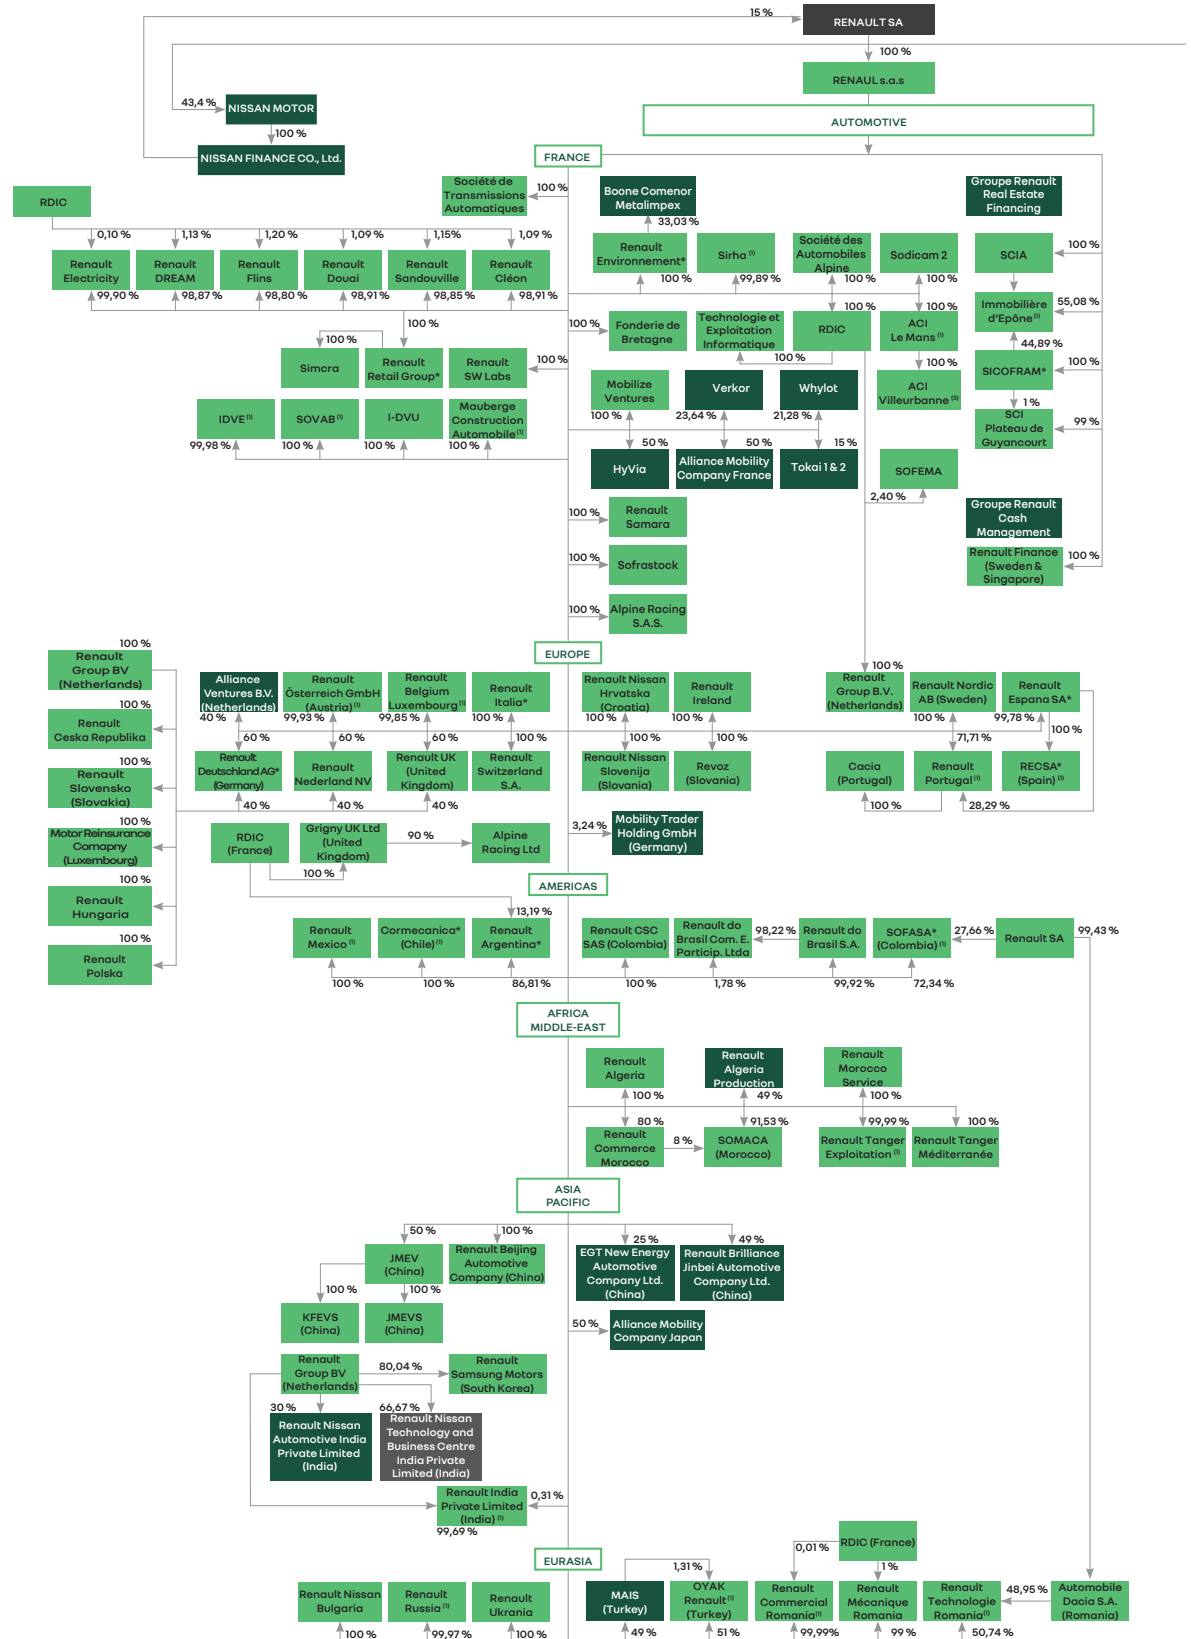 15 %
RENAULT SA
100 %
RENAUL s.a.s
43,4 %
NISSAN MOTOR
100 %
NISSAN FINANCE CO., Ltd.
AUTOMOTIVE
FRANCE
RDIC
Société de
Transmissions
Automatiques
100 %
Boone Comenor
Metalimpex
33,03 %
Groupe Renault
Real Estate
Financing
0,10 %
1,13 %
1,20 %
1,09 %
1,15%
1,09 %
Renault
Electricity
Renault
DREAM
Renault
Flins
Renault
Douai
Renault
Sandouville
Renault
Cléon
99,90 %
98,87 %
98,80 %
98,91 %
98,85 %
98,91 %
Renault
Environnement*
Sirha (1)
Société des
Automobiles
Alpine
Sodicam 2
SCIA
100 %
100 %
99,89 %
100 %
100 %
100 %
100 %
Immobilière
d'Epône (1)
55,08 %
100 %
100 %
Fonderie de
Bretagne
Technologie et
Exploitation
Informatique
RDIC
ACI
Le Mans (1)
44,89 %
100 %
Simcra
Renault
Retail Group*
Renault
SW Labs
100 %
100 %
100 %
SICOFRAM*
100 %
Mobilize
Ventures
Verkor
Whylot
ACI
Villeurbanne (3)
1 %
100 %
23,64 %
21,28 %
IDVE (1)
SOVAB (1)
I-DVU
Mauberge
Construction
Automobile (1)
SCI
Plateau de
Guyancourt
99 %
99,98 %
100 %
100 %
100 %
50 %
50 %
15 %
HyVia
Alliance Mobility
Company France
Tokai 1 & 2
SOFEMA
2,40 %
Groupe Renault
Cash
Management
100 %
Renault
Samara
100 %
Sofrastock
Renault Finance
(Sweden &
Singapore)
100 %
100 %
Alpine Racing
S.A.S.
EUROPE
100 %
Renault
Group BV
(Netherlands)
100 %
Renault
Ceska Republika
100 %
Renault
Slovensko
(Slovakia)
100 %
Motor Reinsurance
Comapny
(Luxembourg)
100 %
Renault
Hungaria
100 %
Renault
Polska
Alliance
Ventures B.V.
(Netherlands)
Renault
Österreich GmbH
(Austria) (1)
Renault
Belgium
Luxembourg (1)
Renault
Italia*
Renault Nissan
Hrvatska
(Croatia)
Renault
Ireland
100 %
Renault
Group B.V.
(Netherlands)
Renault Nordic
AB (Sweden)
Renault
Espana SA*
40 %
99,93 %
99,85 %
100 %
100 %
100 %
100 %
99,78 %
60 %
60 %
60 %
100 %
100 %
100 %
71,71 %
100 %
Renault
Deutschland AG*
(Germany)
Renault
Nederland NV
Renault UK
(United
Kingdom)
Renault
Switzerland
S.A.
Renault Nissan
Slovenija
(Slovania)
Revoz
(Slovania)
Cacia
(Portugal)
Renault
Portugal (1)
RECSA*
(Spain) (1)
40 %
40 %
40 %
100 %
28,29 %
RDIC
(France)
Grigny UK Ltd
(United
Kingdom)
90 %
Alpine
Racing Ltd
3,24 %
Mobility Trader
Holding GmbH
(Germany)
100 %
AMERICAS
13,19 %
Renault
Mexico (1)
Cormecanica*
(Chile) (1)
Renault
Argentina*
Renault CSC
SAS (Colombia)
Renault do
Brasil Com. E.
Particip. Ltda
98,22 %
Renault do
Brasil S.A.
SOFASA*
(Colombia) (1)
27,66 %
Renault SA
99,43 %
100 %
100 %
86,81 %
100 %
1,78 %
99,92 %
72,34 %
AFRICA
MIDDLE-EAST
Renault
Algeria
Renault
Algeria
Production
Renault
Morocco
Service
100 %
49 %
100 %
80 %
91,53 %
99,99 %
100 %
Renault
Commerce
Morocco
8 %
SOMACA
(Morocco)
Renault Tanger
Exploitation (1)
Renault Tanger
Méditerranée
ASIA
PACIFIC
50 %
100 %
25 %
49 %
JMEV
(China)
Renault Beijing
Automotive
Company (China)
EGT New Energy
Automotive
Company Ltd.
(China)
Renault Brilliance
Jinbei Automotive
Company Ltd.
(China)
100 %
100 %
KFEVS
(China)
JMEVS
(China)
50 %
Alliance Mobility
Company Japan
Renault
Group BV
(Netherlands)
80,04 %
Renault
Samsung Motors
(South Korea)
30 %
66,67 %
Renault Nissan
Automotive India
Private Limited
(India)
Renault Nissan
Technology and
Business Centre
India Private
Limited (India)
Renault India
Private Limited
(India) (1)
0,31 %
99,69 %
EURASIA
RDIC (France)
1,31 %
0,01 %
1 %
Renault Nissan
Bulgaria
Renault
Russia (1)
Renault
Ukrania
MAIS
(Turkey)
OYAK
Renault(1)
(Turkey)
Renault
Commercial
Romania(1)
Renault
Mécanique
Romania
Renault
Technologie
Romania(1)
48,95 %
Automobile
Dacia S.A.
(Romania)
100 %
99,97 %
100 %
49 %
51 %
99,99%
99 %
50,74 %